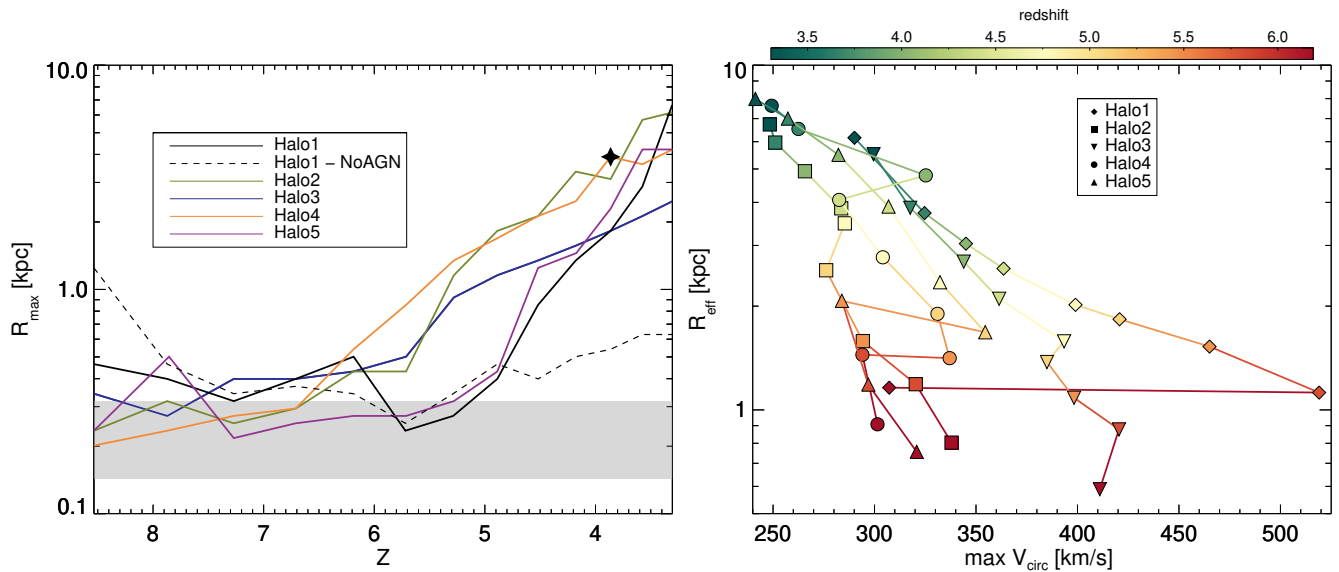 10.0
1.0
0.1
R_max [kpc]
Halo1
Halo1 − NoAGN
Halo2
Halo3
Halo4
Halo5
8 7 6 5 4
Z
redshift
3.5 4.0 4.5 5.0 5.5 6.0
10
1
R_eff [kpc]
Halo1
Halo2
Halo3
Halo4
Halo5
250 300 350 400 450 500
max V_circ [km/s]